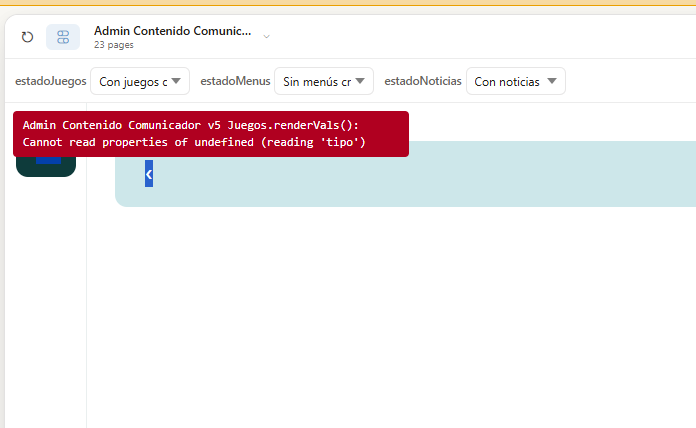 Admin Contenido Comunic...
23 pages
estadoJuegos Con juegos c estadoMenus Sin menús cr estadoNoticias Con noticias
Admin Contenido Comunicador v5 Juegos.renderVals():
Cannot read properties of undefined (reading 'tipo')
‹